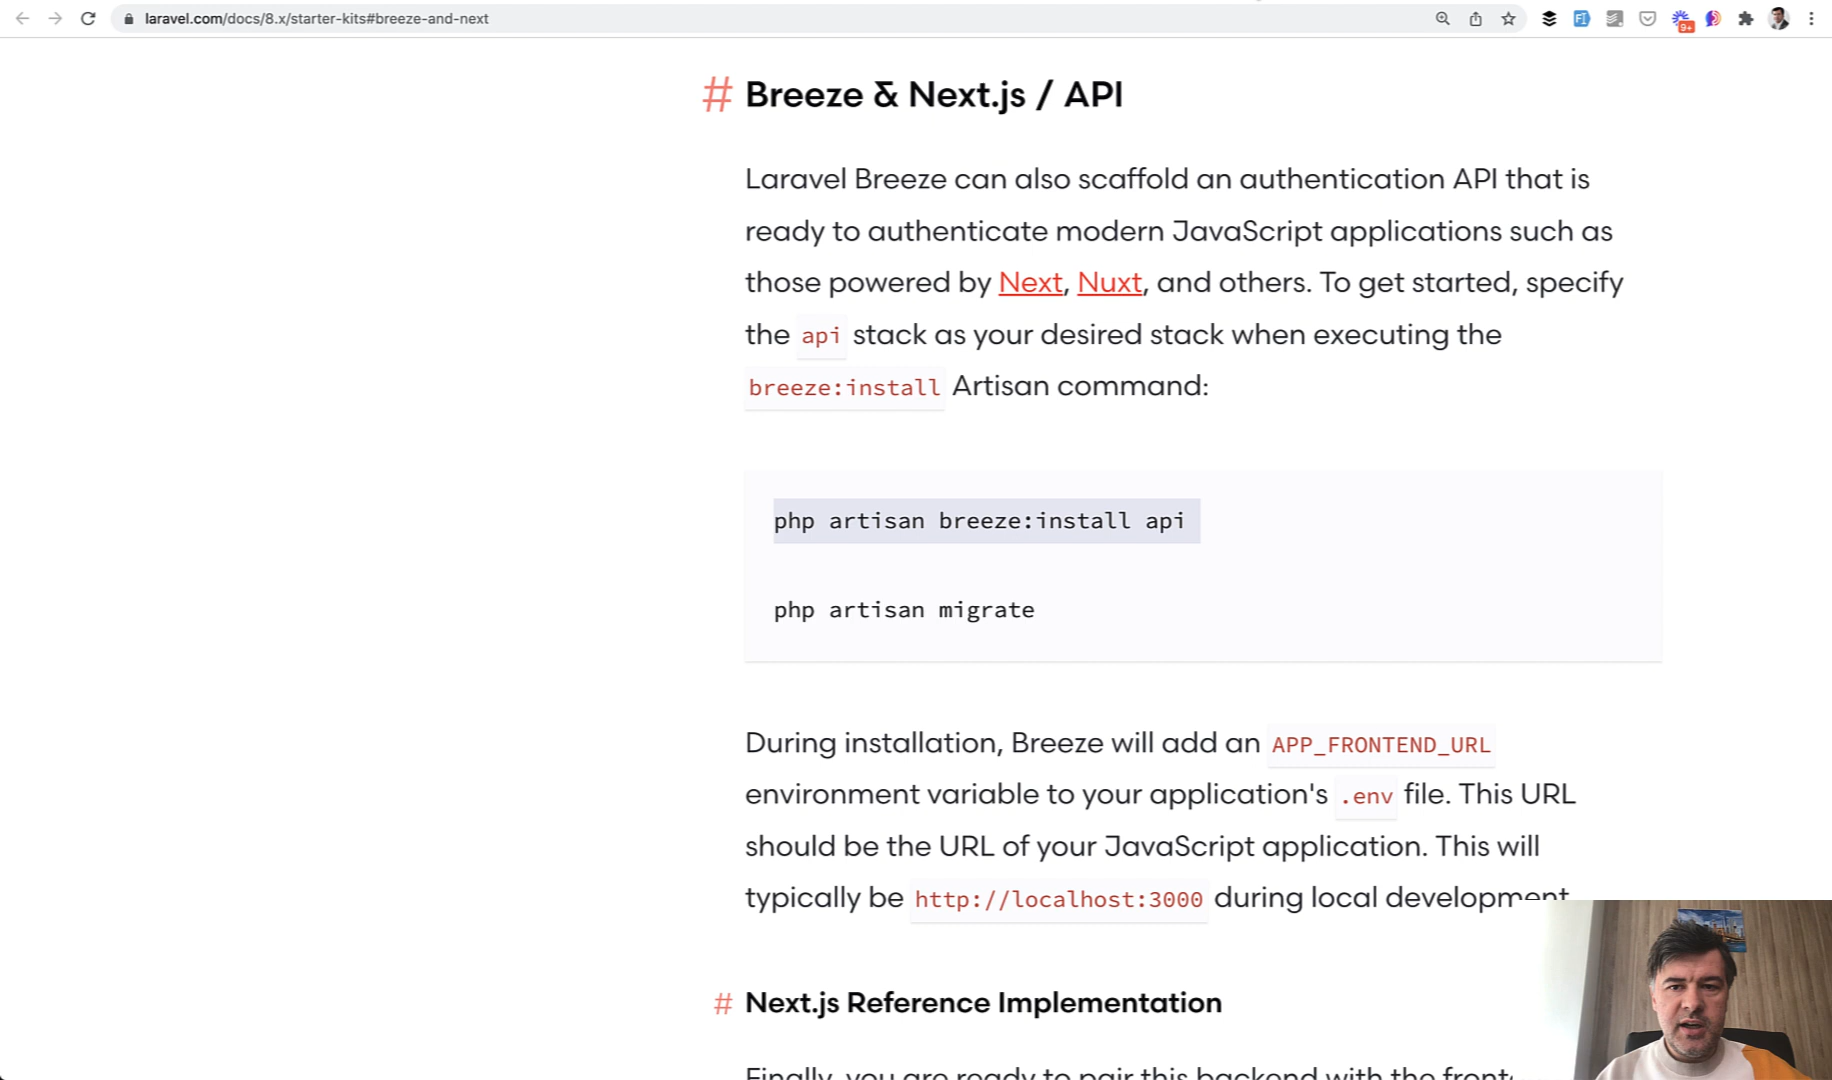 laravel.com/docs/8.x/starter-kits#breeze-and-next
9+
# Breeze & Next.js / API
Laravel Breeze can also scaffold an authentication API that is
ready to authenticate modern JavaScript applications such as
those powered by Next, Nuxt, and others. To get started, specify
the api stack as your desired stack when executing the
breeze:install Artisan command:
php artisan breeze:install api
php artisan migrate
During installation, Breeze will add an APP_FRONTEND_URL
environment variable to your application's .env file. This URL
should be the URL of your JavaScript application. This will
typically be http://localhost:3000 during local development
# Next.js Reference Implementation
Finally, you are ready to pair this backend with the front